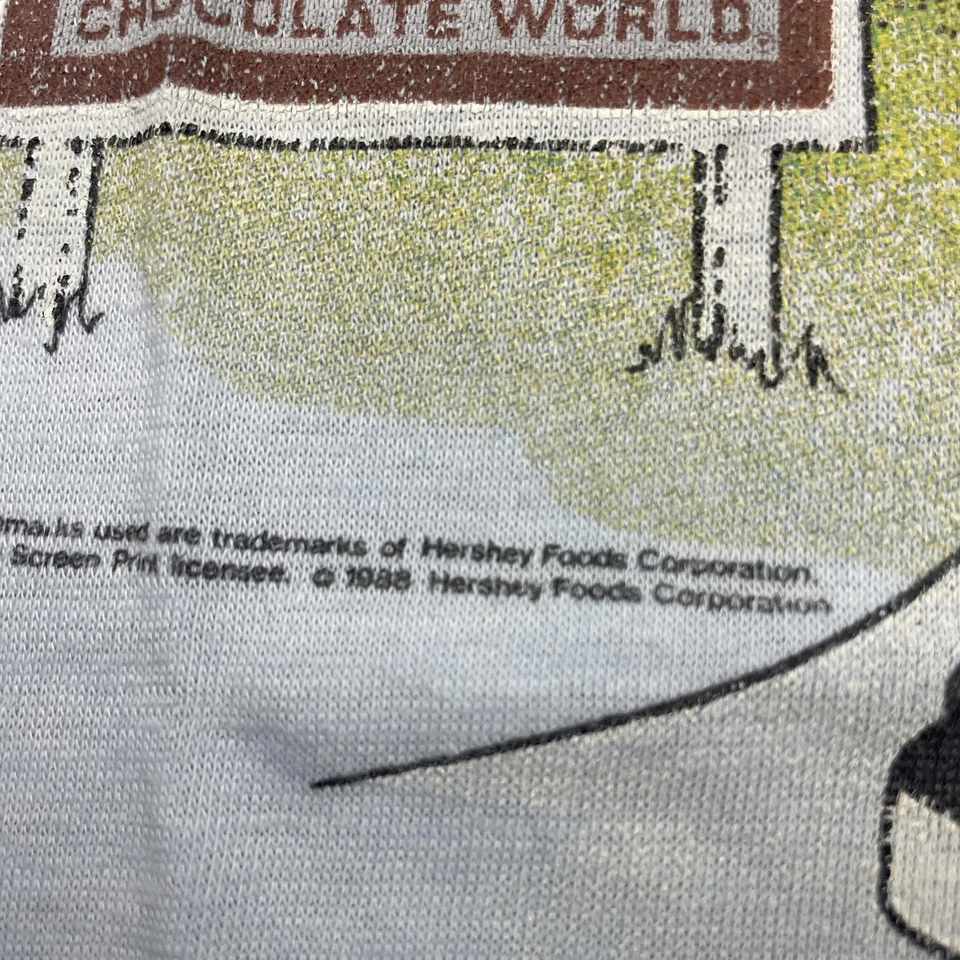 CHOCOLATE WORLD
used are trademarks of Hershey Foods Corporation.
Screen Print licensee. © 1988 Hershey Foods Corporation